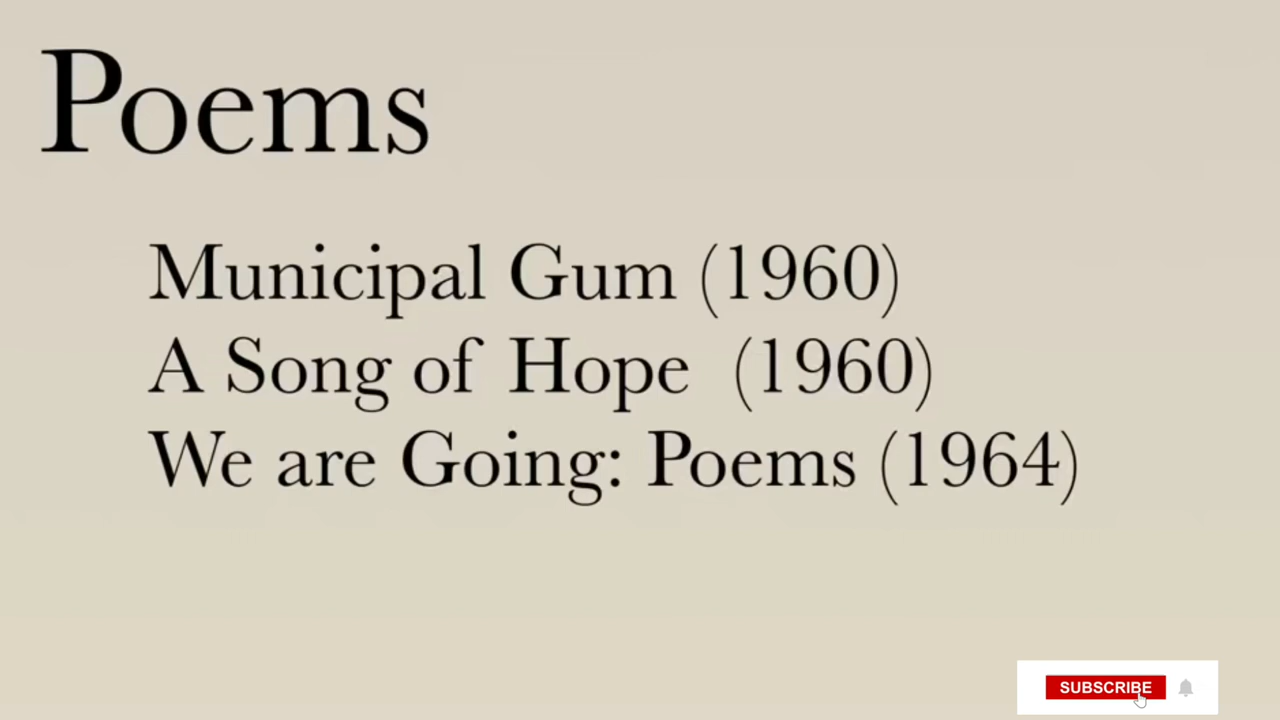 Poems
Municipal Gum (1960)
A Song of Hope (1960)
We are Going: Poems (1964)
SUBSCRIBE